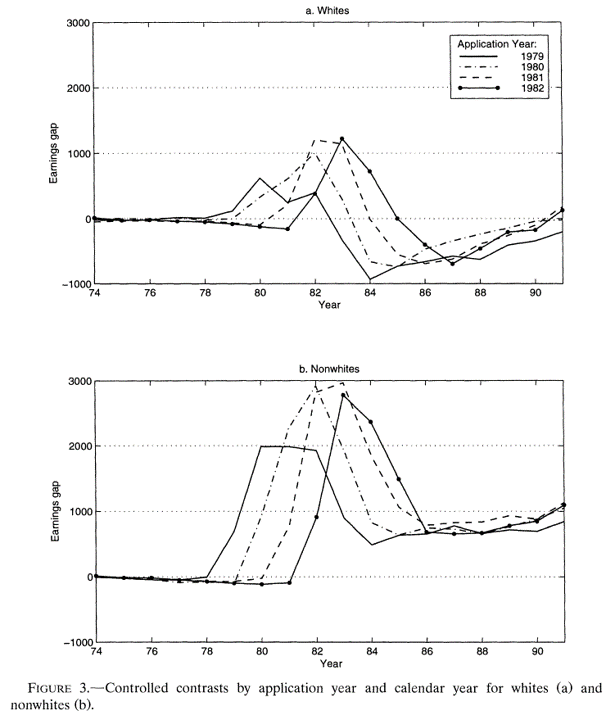 a. Whites
3000
2000
1000
0
−1000
Earnings gap
74 76 78 80 82 84 86 88 90
Year
Application Year:
1979
1980
1981
1982
b. Nonwhites
3000
2000
1000
0
−1000
Earnings gap
74 76 78 80 82 84 86 88 90
Year
FIGURE 3.—Controlled contrasts by application year and calendar year for whites (a) and
nonwhites (b).